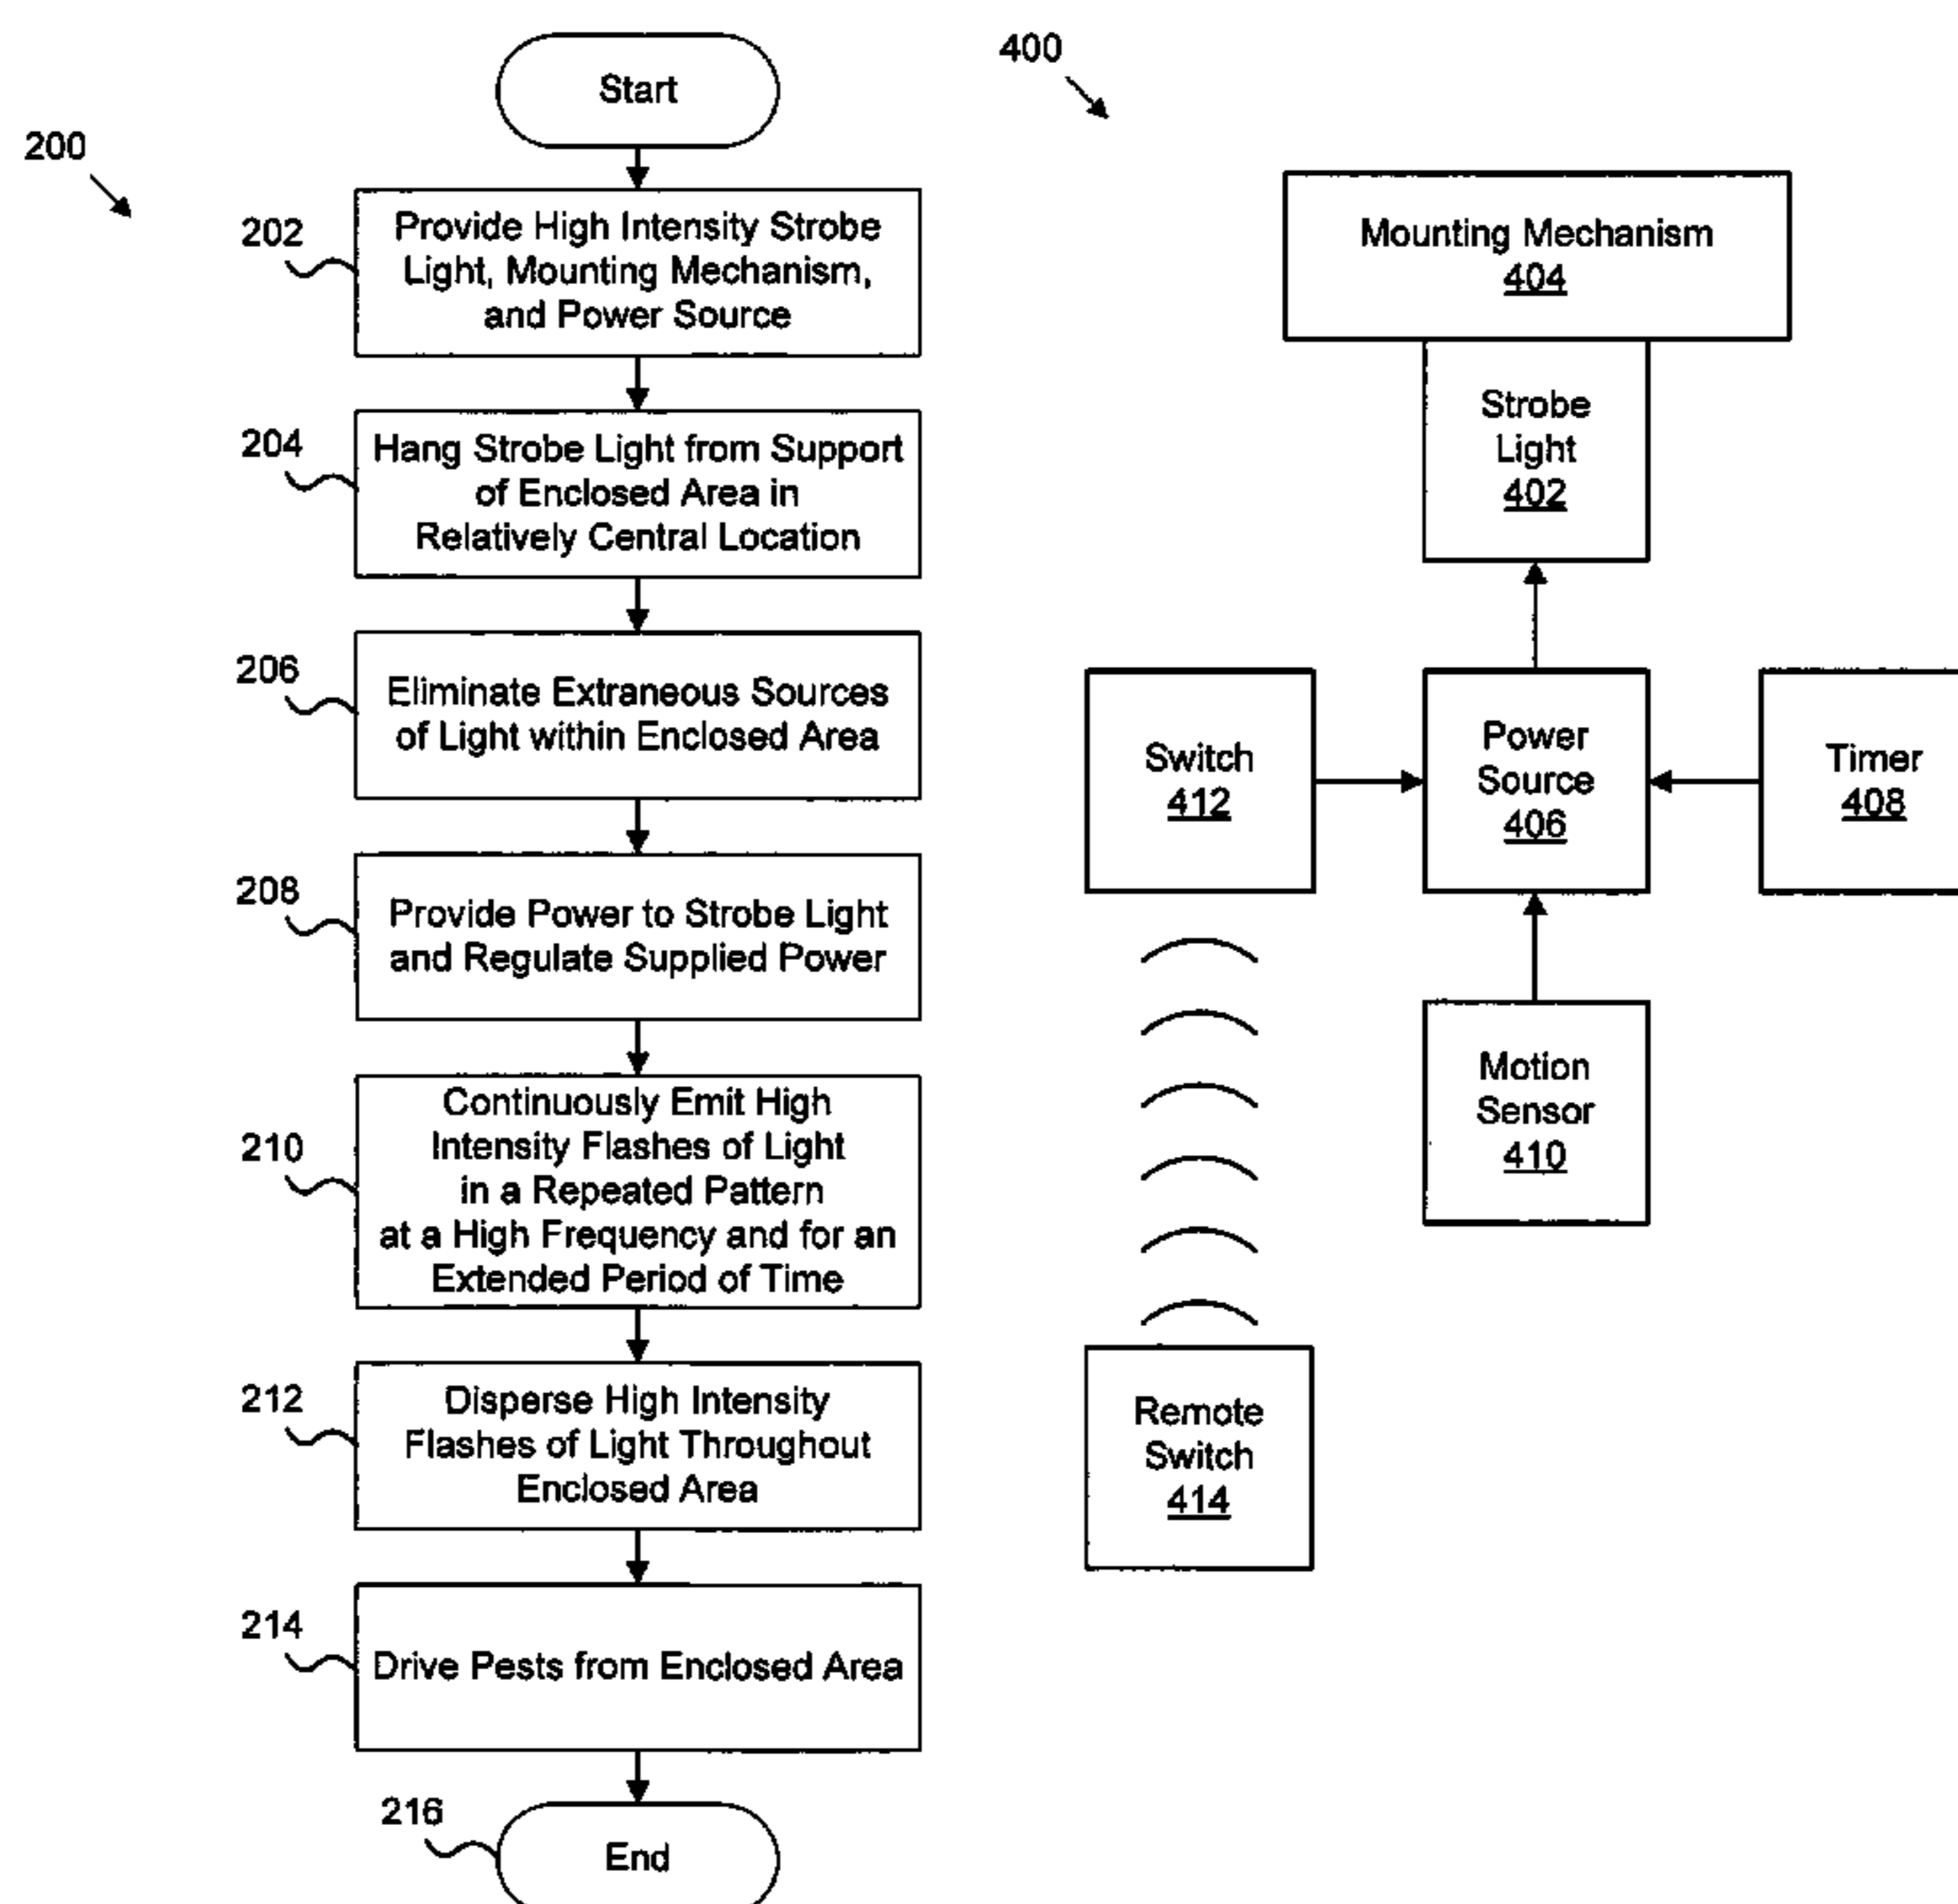 200
Start
202
Provide High Intensity Strobe
Light, Mounting Mechanism,
and Power Source
204
Hang Strobe Light from Support
of Enclosed Area in
Relatively Central Location
206
Eliminate Extraneous Sources
of Light within Enclosed Area
208
Provide Power to Strobe Light
and Regulate Supplied Power
210
Continuously Emit High
Intensity Flashes of Light
in a Repeated Pattern
at a High Frequency and for an
Extended Period of Time
212
Disperse High Intensity
Flashes of Light Throughout
Enclosed Area
214
Drive Pests from Enclosed Area
216
End
400
Mounting Mechanism
404
Strobe
Light
402
Switch
412
Power
Source
406
Timer
408
Motion
Sensor
410
Remote
Switch
414